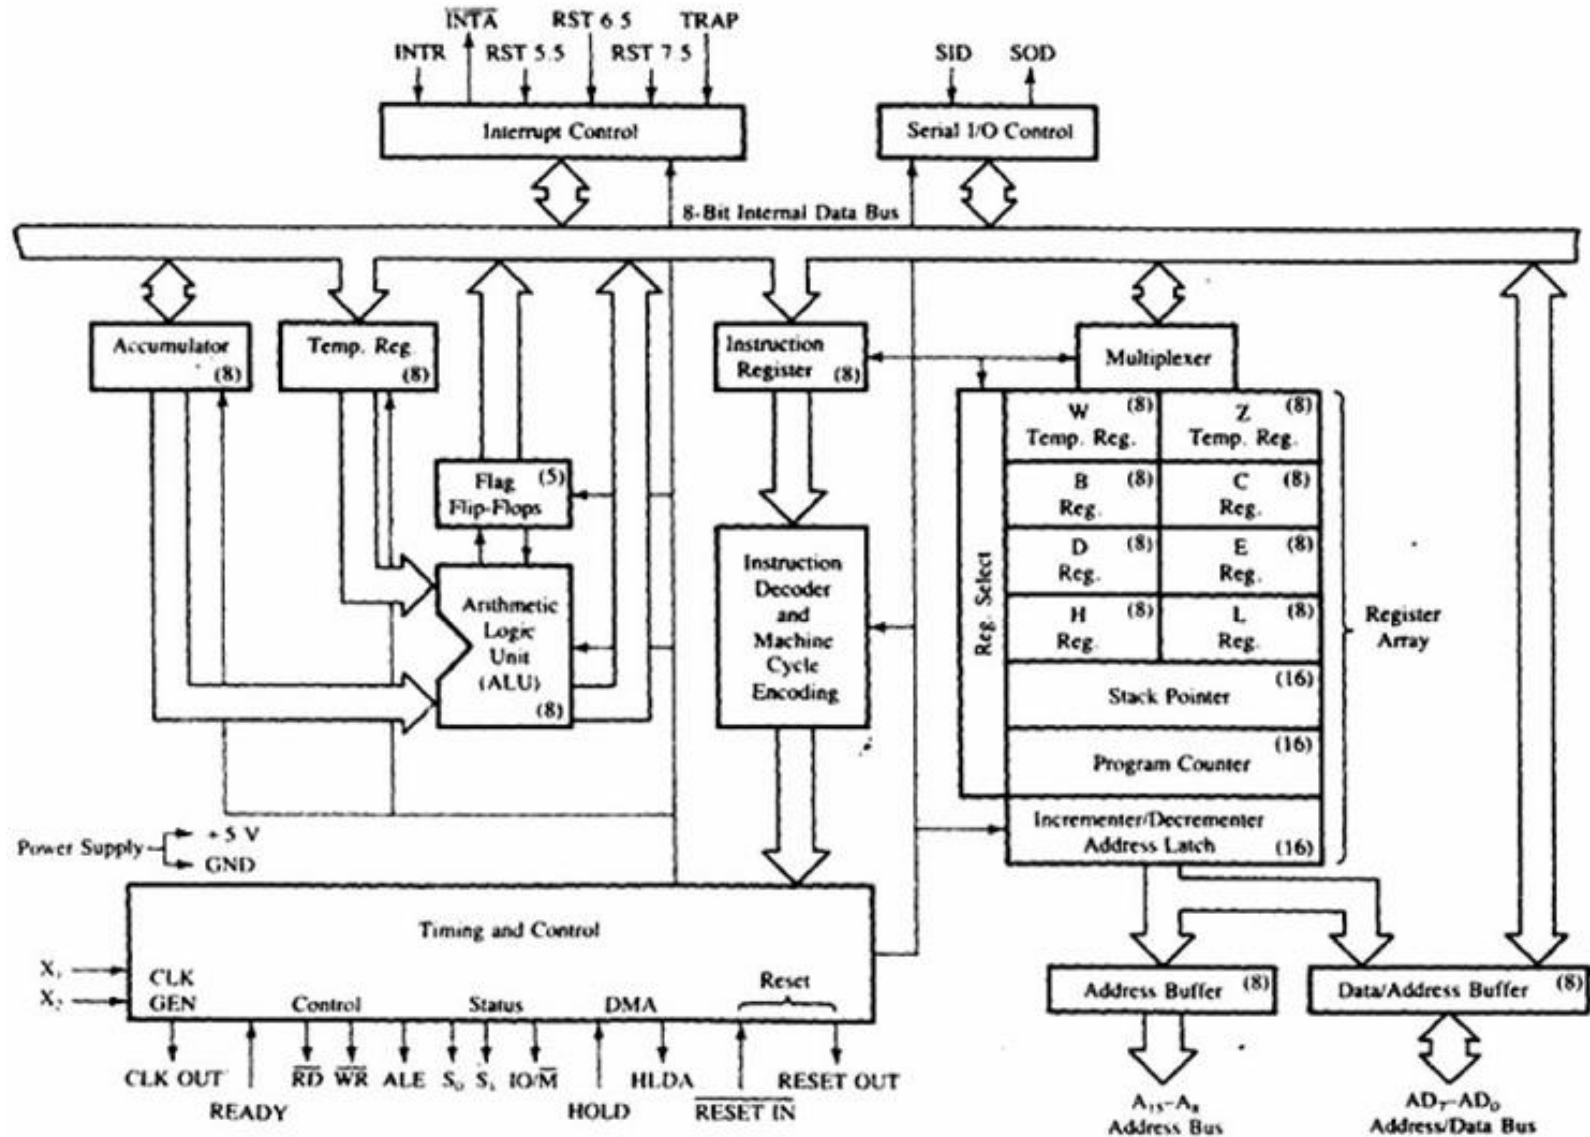 INTA RST 6.5 TRAP
INTR RST 5.5 RST 7.5
SID SOD
Interrupt Control
Serial I/O Control
8-Bit Internal Data Bus
Accumulator
(8)
Temp. Reg.
(8)
Instruction
Register (8)
Multiplexer
W (8)
Temp. Reg.
Z (8)
Temp. Reg.
Flag (5)
Flip-Flops
B (8)
Reg.
C (8)
Reg.
D (8)
Reg.
E (8)
Reg.
H (8)
Reg.
L (8)
Reg.
Reg. Select
Register
Array
Arithmetic
Logic
Unit
(ALU)
(8)
Instruction
Decoder
and
Machine
Cycle
Encoding
(16)
Stack Pointer
(16)
Program Counter
Incrementer/Decrementer
Address Latch (16)
Power Supply
+5 V
GND
Timing and Control
X₁
X₂
CLK
GEN
Control
Status
DMA
Reset
CLK OUT
READY
RD WR ALE S₀ S₁ IO/M
HOLD
HLDA
RESET IN
RESET OUT
Address Buffer (8)
Data/Address Buffer (8)
A₁₅–A₈
Address Bus
AD₇–AD₀
Address/Data Bus